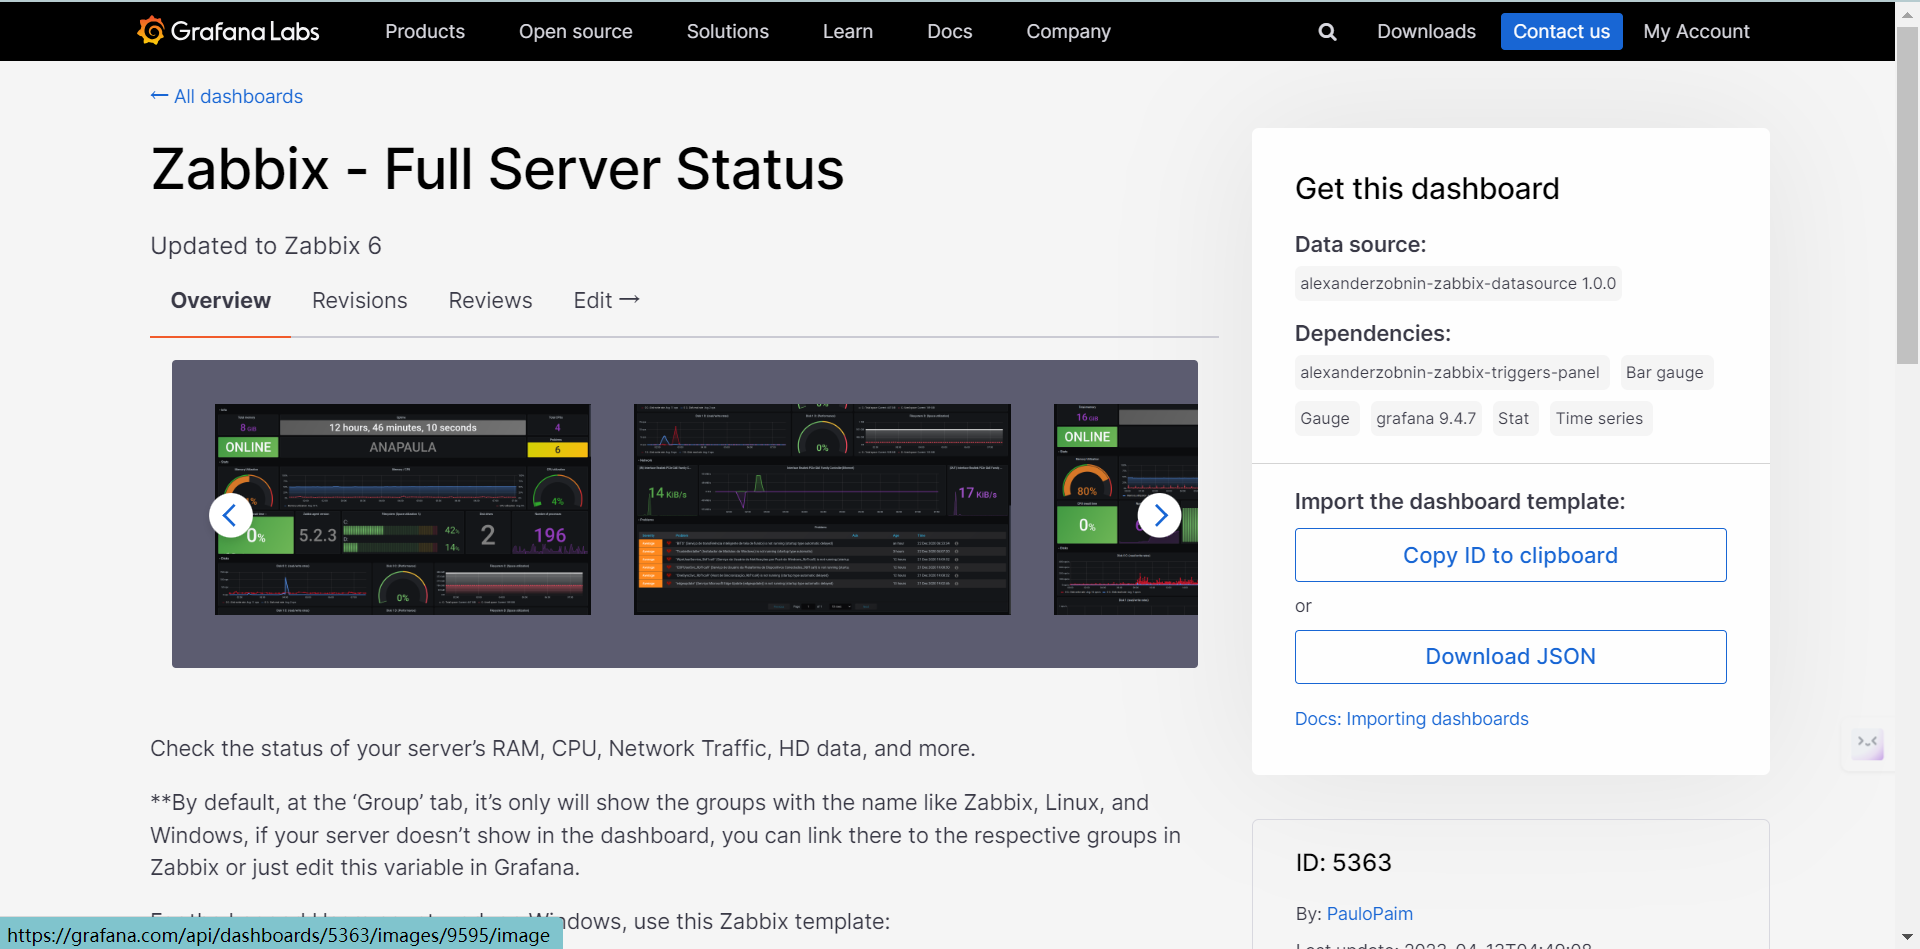 Grafana Labs
Products
Open source
Solutions
Learn
Docs
Company
Downloads
Contact us
My Account
← All dashboards
Zabbix - Full Server Status
Updated to Zabbix 6
Overview
Revisions
Reviews
Edit →
8 GiB
12 hours, 46 minutes, 10 seconds
4
ONLINE
ANAPAULA
6
4%
0%
5.2.3
42%
14%
2
196
0%
0%
14 KiB/s
17 KiB/s
16 GiB
ONLINE
80%
0%
Check the status of your server’s RAM, CPU, Network Traffic, HD data, and more.
**By default, at the ‘Group’ tab, it’s only will show the groups with the name like Zabbix, Linux, and
Windows, if your server doesn’t show in the dashboard, you can link there to the respective groups in
Zabbix or just edit this variable in Grafana.
Windows, use this Zabbix template:
https://grafana.com/api/dashboards/5363/images/9595/image
Get this dashboard
Data source:
alexanderzobnin-zabbix-datasource 1.0.0
Dependencies:
alexanderzobnin-zabbix-triggers-panel
Bar gauge
Gauge
grafana 9.4.7
Stat
Time series
Import the dashboard template:
Copy ID to clipboard
or
Download JSON
Docs: Importing dashboards
ID: 5363
By: PauloPaim